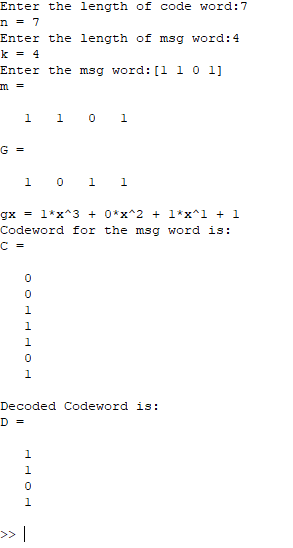 Enter the length of code word:7
n = 7
Enter the length of msg word:4
k = 4
Enter the msg word:[1 1 0 1]
m =
1 1 0 1
G =
1 0 1 1
gx = 1*x^3 + 0*x^2 + 1*x^1 + 1
Codeword for the msg word is:
C =
0
0
1
1
1
0
1
Decoded Codeword is:
D =
1
1
0
1
>>